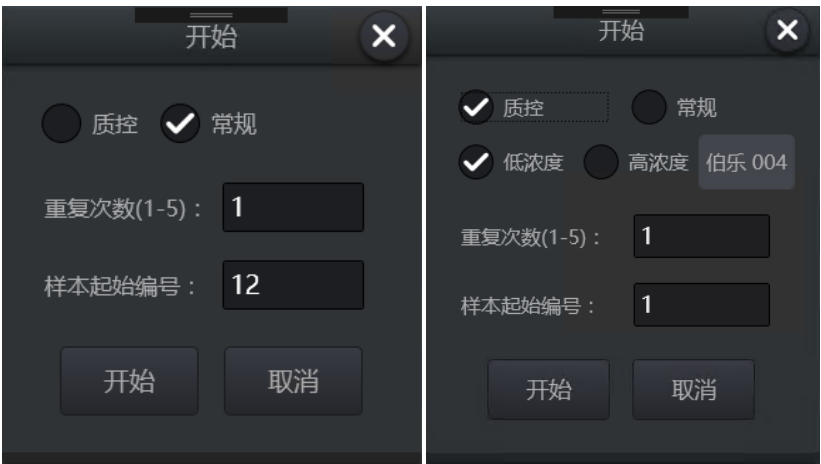 开始
质控 常规
重复次数(1-5)： 1
样本起始编号： 12
开始 取消
开始
质控 常规
低浓度 高浓度 伯乐 004
重复次数(1-5)： 1
样本起始编号： 1
开始 取消